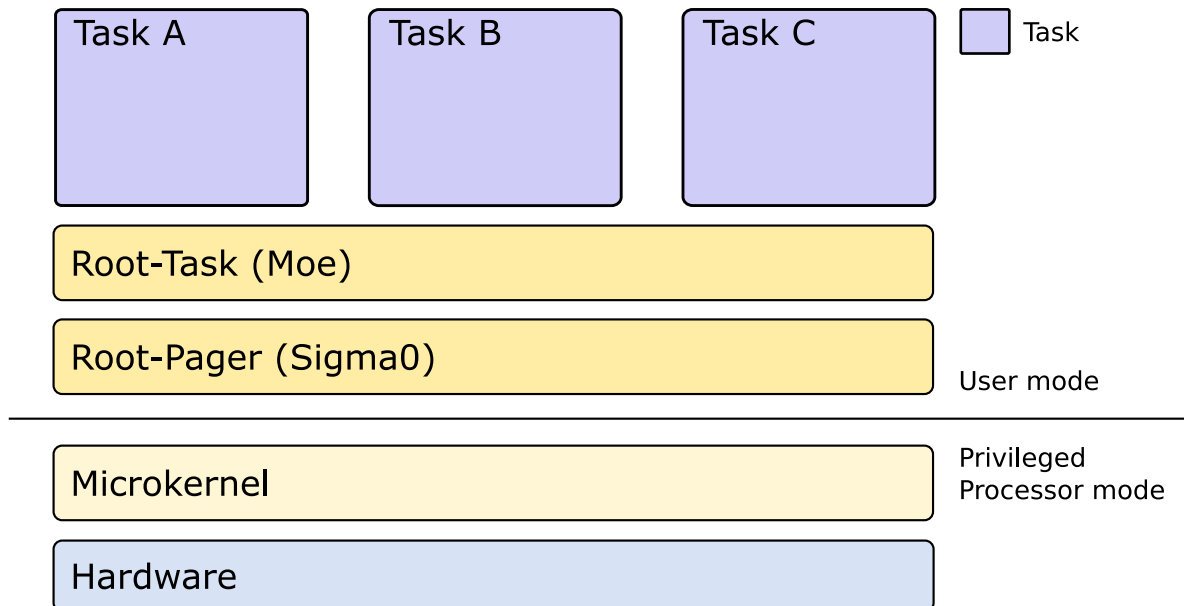 Task A
Task B
Task C
Task
Root-Task (Moe)
Root-Pager (Sigma0)
User mode
Microkernel
Privileged
Processor mode
Hardware